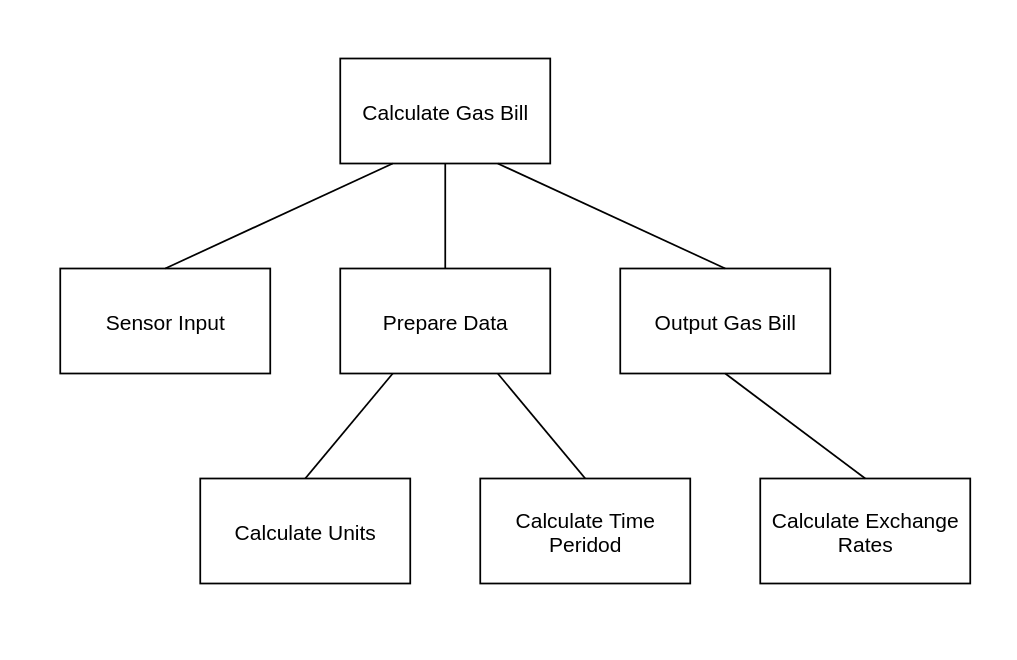 Calculate Gas Bill
Sensor Input
Prepare Data
Output Gas Bill
Calculate Units
Calculate Time
Peridod
Calculate Exchange
Rates